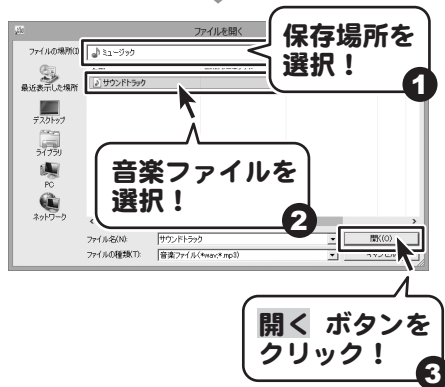 ファイルを開く
保存場所を
選択！
1
ファイルの場所(I)
ミュージック
最近表示した場所
サウンドトラック
デスクトップ
ライブラリ
音楽ファイルを
選択！
2
PC
ネットワーク
ファイル名(N):
サウンドトラック
開く(O)
ファイルの種類(T):
音楽ファイル(*wav;*.mp3)
開く ボタンを
クリック！
3